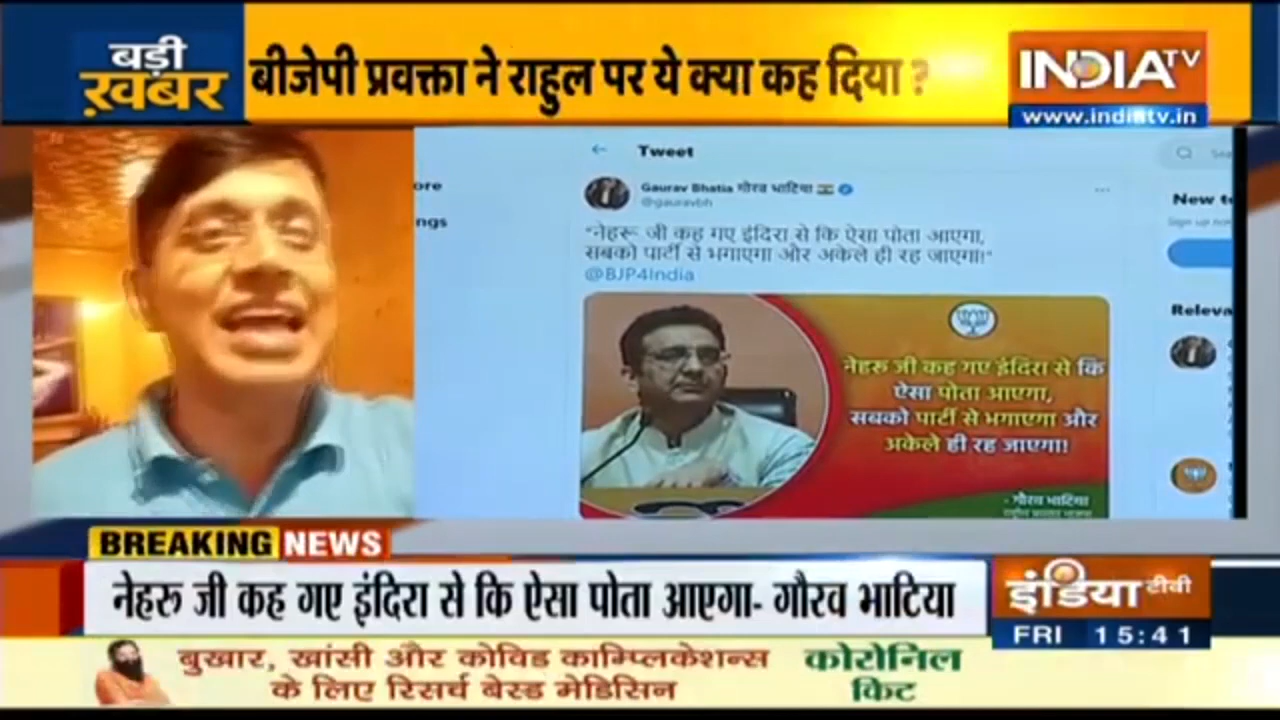 बड़ी
ख़बर
बीजेपी प्रवक्ता ने राहुल पर ये क्या कह दिया ?
INDIA TV
www.indiatv.in
ore
ngs
Tweet
Gaurav Bhatia गौरव भाटिया
@gauravbh
"नेहरू जी कह गए इंदिरा से कि ऐसा पोता आएगा,
सबको पार्टी से भगाएगा और अकेले ही रह जाएगा!"
@BJP4India
New t
Sign up now
Releva
नेहरू जी कह गए इंदिरा से कि
ऐसा पोता आएगा,
सबको पार्टी से भगाएगा और
अकेले ही रह जाएगा!
- गौरव भाटिया
BREAKING NEWS
नेहरू जी कह गए इंदिरा से कि ऐसा पोता आएगा- गौरव भाटिया
इंडिया टीवी
FRI 15:41
बुखार, खांसी और कोविड काम्प्लिकेशन्स
के लिए रिसर्च बेस्ड मेडिसिन
कोरोनिल
किट